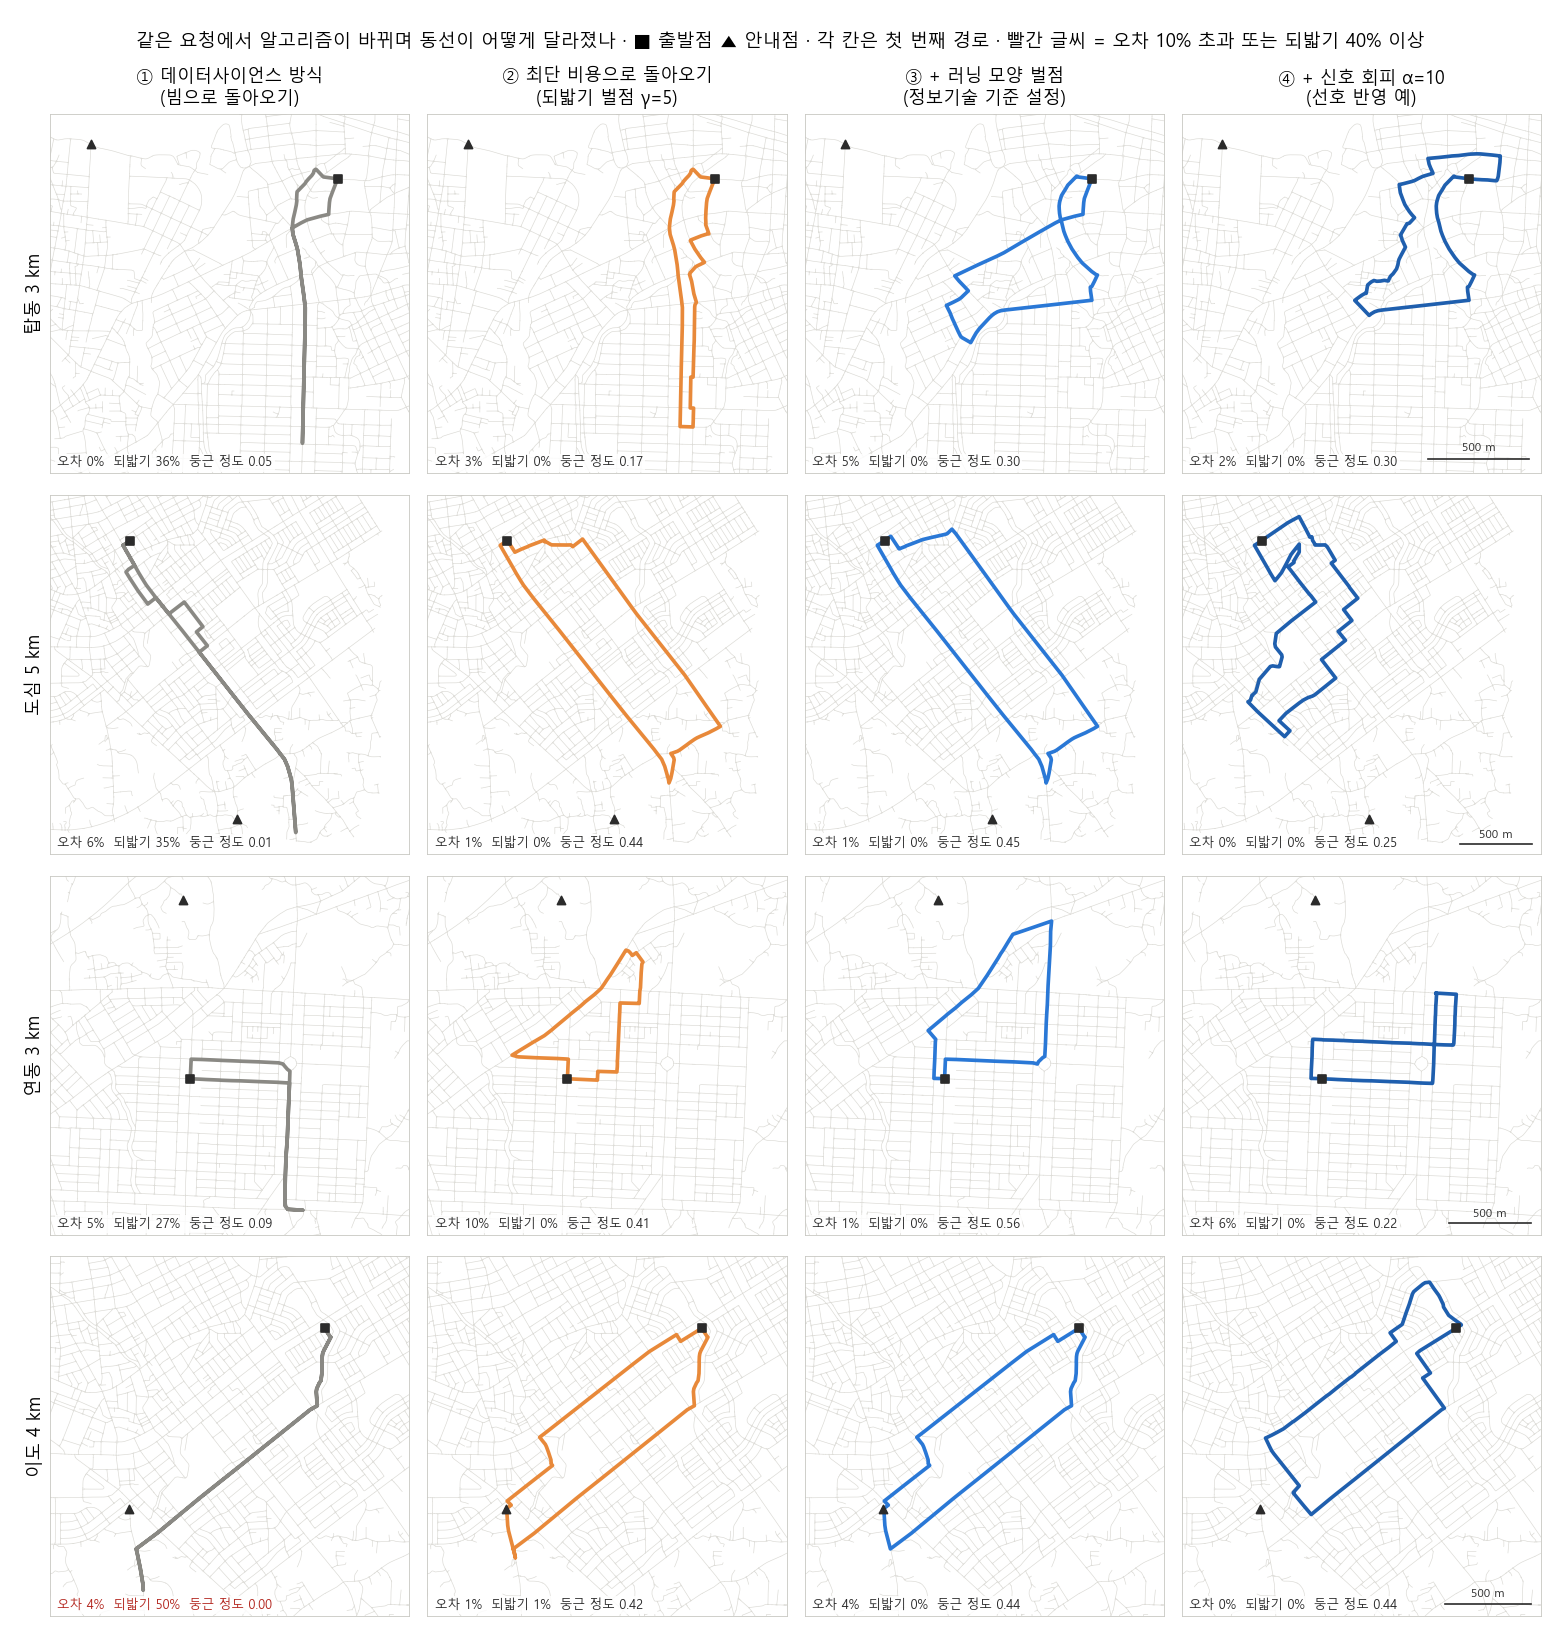 같은 요청에서 알고리즘이 바뀌며 동선이 어떻게 달라졌나 · ■ 출발점 ▲ 안내점 · 각 칸은 첫 번째 경로 · 빨간 글씨 = 오차 10% 초과 또는 되밟기 40% 이상
① 데이터사이언스 방식
(빔으로 돌아오기)
② 최단 비용으로 돌아오기
(되밟기 벌점 γ=5)
③ + 러닝 모양 벌점
(정보기술 기준 설정)
④ + 신호 회피 α=10
(선호 반영 예)
탑동 3 km
오차 0% 되밟기 36% 둥근 정도 0.05
오차 3% 되밟기 0% 둥근 정도 0.17
오차 5% 되밟기 0% 둥근 정도 0.30
오차 2% 되밟기 0% 둥근 정도 0.30
500 m
도심 5 km
오차 6% 되밟기 35% 둥근 정도 0.01
오차 1% 되밟기 0% 둥근 정도 0.44
오차 1% 되밟기 0% 둥근 정도 0.45
오차 0% 되밟기 0% 둥근 정도 0.25
500 m
연동 3 km
오차 5% 되밟기 27% 둥근 정도 0.09
오차 10% 되밟기 0% 둥근 정도 0.41
오차 1% 되밟기 0% 둥근 정도 0.56
오차 6% 되밟기 0% 둥근 정도 0.22
500 m
이도 4 km
오차 4% 되밟기 50% 둥근 정도 0.00
오차 1% 되밟기 1% 둥근 정도 0.42
오차 4% 되밟기 0% 둥근 정도 0.44
오차 0% 되밟기 0% 둥근 정도 0.44
500 m